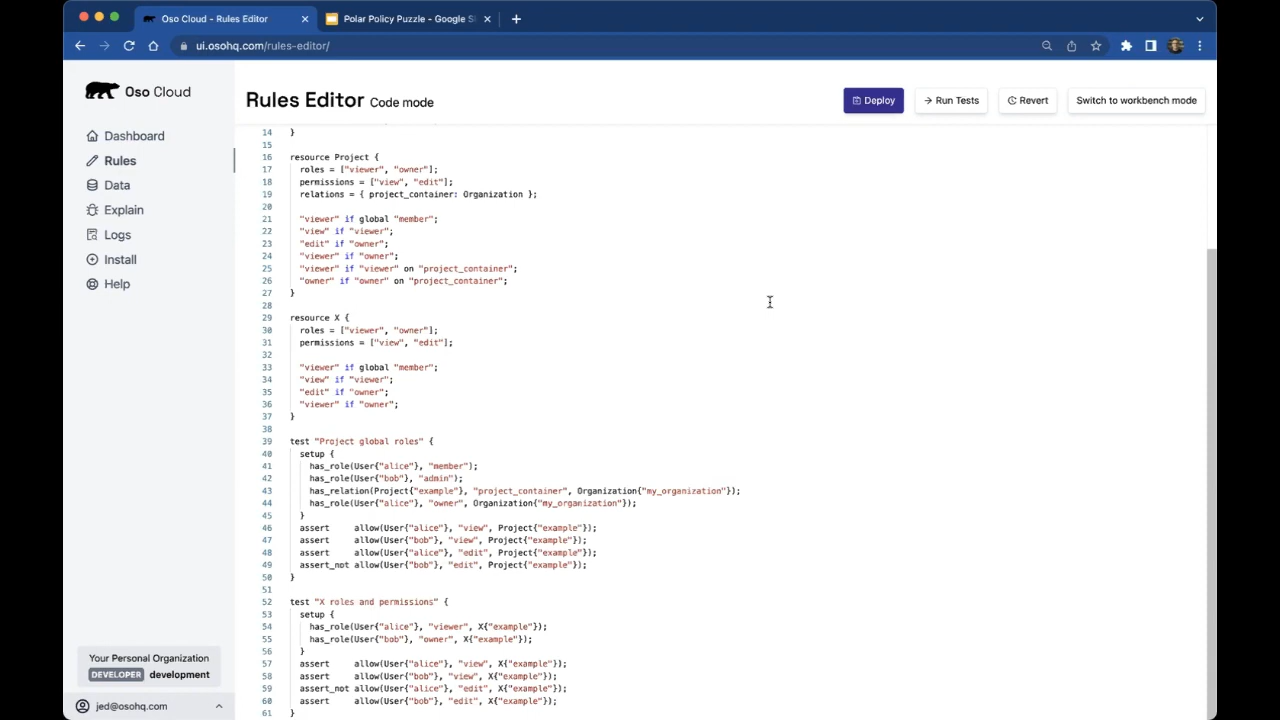 Oso Cloud - Rules Editor
Polar Policy Puzzle - Google S
ui.osohq.com/rules-editor/
Oso Cloud
Dashboard
Rules
Data
Explain
Logs
Install
Help
Your Personal Organization
DEVELOPER development
jed@osohq.com
Rules Editor Code mode
Deploy
Run Tests
Revert
Switch to workbench mode
14 }
15
16 resource Project {
17 roles = ["viewer", "owner"];
18 permissions = ["view", "edit"];
19 relations = { project_container: Organization };
20
21 "viewer" if global "member";
22 "view" if "viewer";
23 "edit" if "owner";
24 "viewer" if "owner";
25 "viewer" if "viewer" on "project_container";
26 "owner" if "owner" on "project_container";
27 }
28
29 resource X {
30 roles = ["viewer", "owner"];
31 permissions = ["view", "edit"];
32
33 "viewer" if global "member";
34 "view" if "viewer";
35 "edit" if "owner";
36 "viewer" if "owner";
37 }
38
39 test "Project global roles" {
40 setup {
41 has_role(User{"alice"}, "member");
42 has_role(User{"bob"}, "admin");
43 has_relation(Project{"example"}, "project_container", Organization{"my_organization"});
44 has_role(User{"alice"}, "owner", Organization{"my_organization"});
45 }
46 assert allow(User{"alice"}, "view", Project{"example"});
47 assert allow(User{"bob"}, "view", Project{"example"});
48 assert allow(User{"alice"}, "edit", Project{"example"});
49 assert_not allow(User{"bob"}, "edit", Project{"example"});
50 }
51
52 test "X roles and permissions" {
53 setup {
54 has_role(User{"alice"}, "viewer", X{"example"});
55 has_role(User{"bob"}, "owner", X{"example"});
56 }
57 assert allow(User{"alice"}, "view", X{"example"});
58 assert allow(User{"bob"}, "view", X{"example"});
59 assert_not allow(User{"alice"}, "edit", X{"example"});
60 assert allow(User{"bob"}, "edit", X{"example"});
61 }